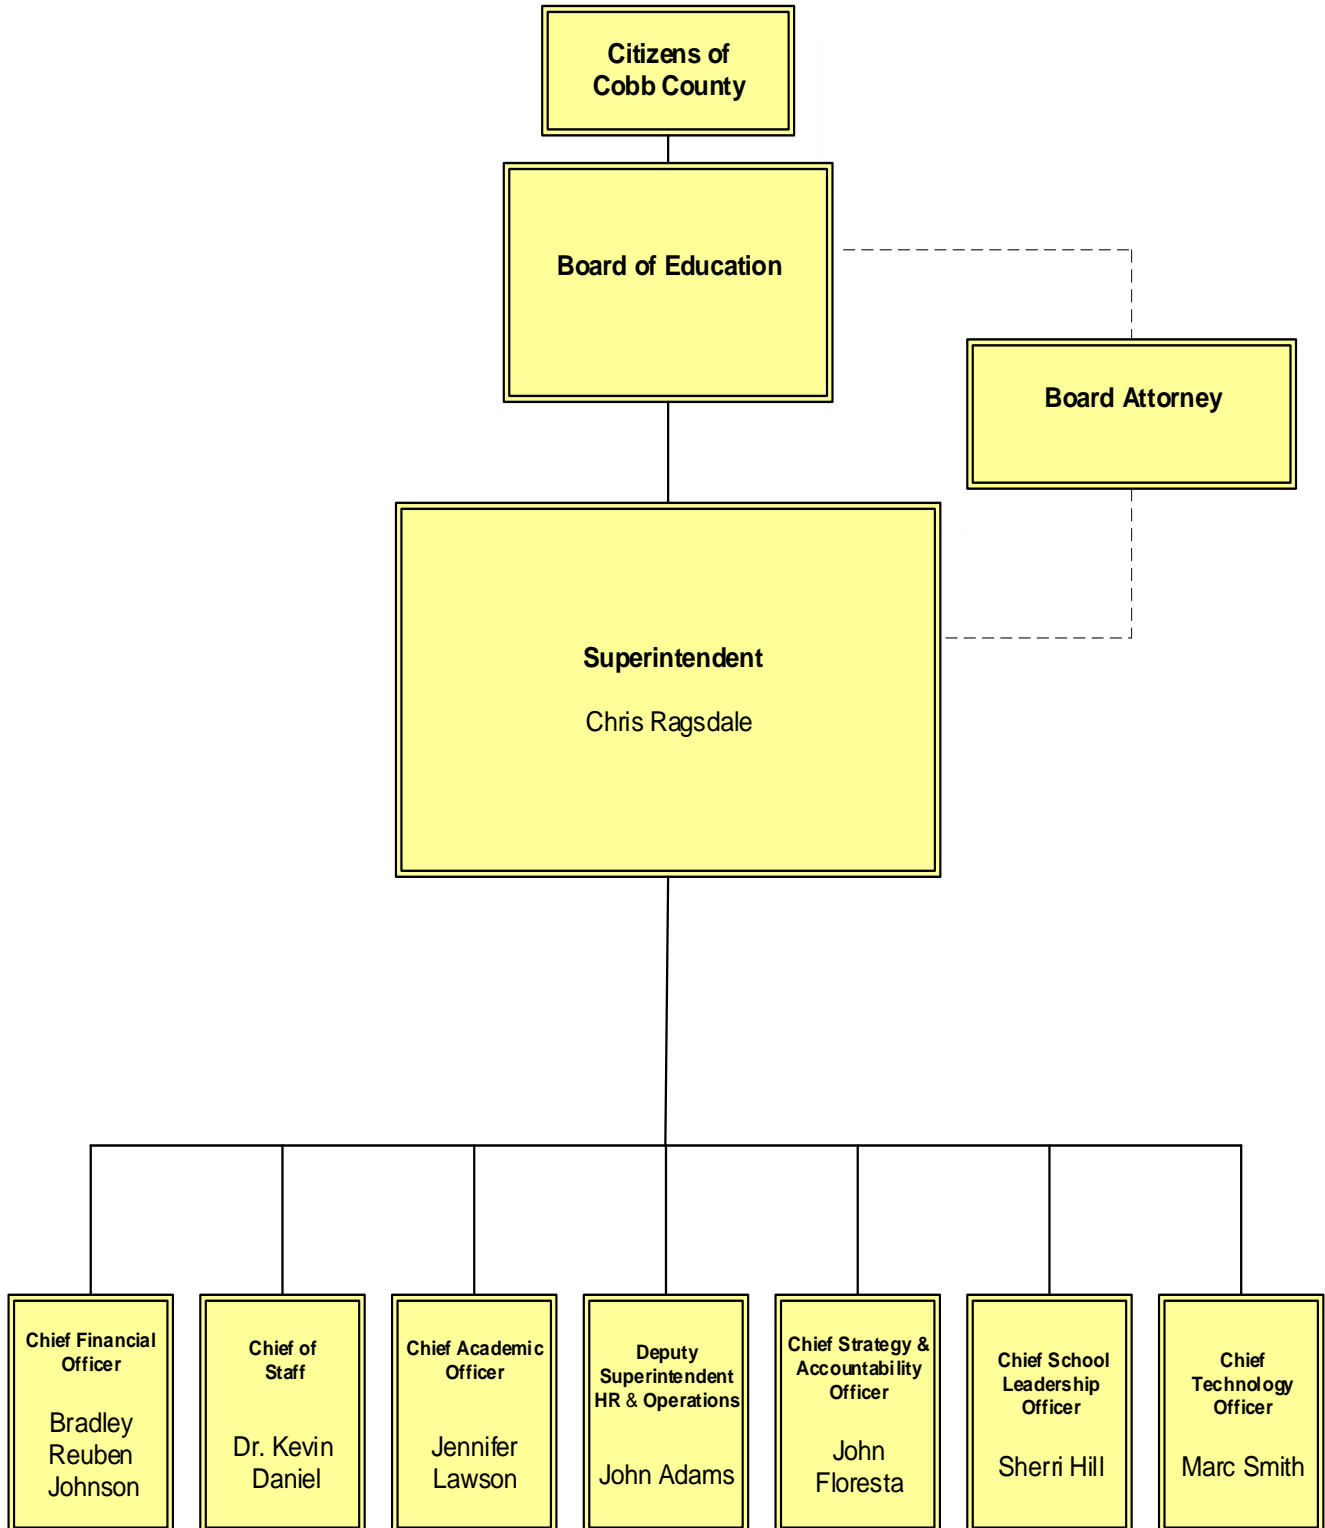 Citizens of
Cobb County
Board of Education
Board Attorney
Superintendent
Chris Ragsdale
Chief Financial
Officer
Bradley
Reuben
Johnson
Chief of
Staff
Dr. Kevin
Daniel
Chief Academic
Officer
Jennifer
Lawson
Deputy
Superintendent
HR & Operations
John Adams
Chief Strategy &
Accountability
Officer
John
Floresta
Chief School
Leadership
Officer
Sherri Hill
Chief
Technology
Officer
Marc Smith